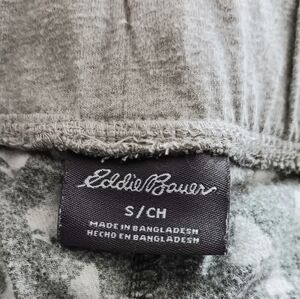 Eddie Bauer
S/CH
MADE IN BANGLADESH
HECHO EN BANGLADESH